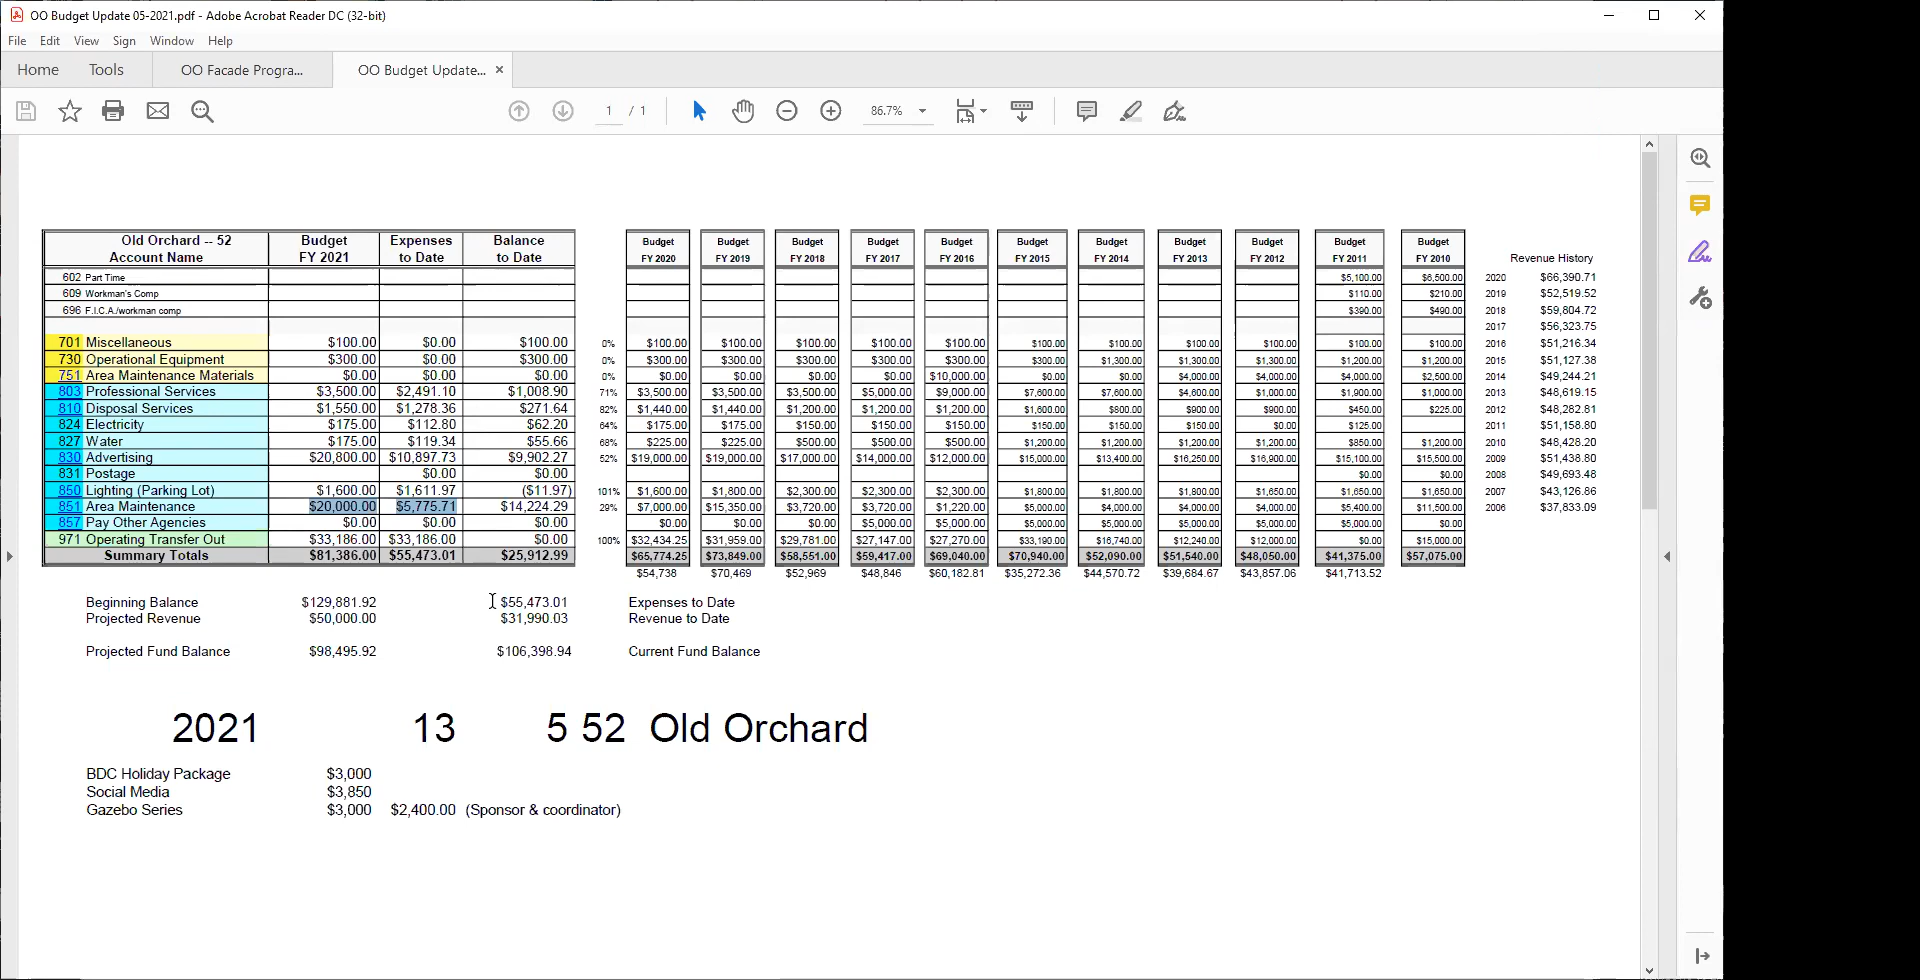 OO Budget Update 05-2021.pdf - Adobe Acrobat Reader DC (32-bit)
File Edit View Sign Window Help
Home Tools OO Facade Progra... OO Budget Update... ×
1 / 1 86.7%
Old Orchard -- 52 Budget Expenses Balance Budget Budget Budget Budget Budget Budget Budget Budget Budget Budget Budget
Account Name FY 2021 to Date to Date FY 2020 FY 2019 FY 2018 FY 2017 FY 2016 FY 2015 FY 2014 FY 2013 FY 2012 FY 2011 FY 2010 Revenue History
602 Part Time $5,100.00 $6,500.00 2020 $66,390.71
609 Workman's Comp $110.00 $210.00 2019 $52,519.52
696 F.I.C.A./workman comp $390.00 $490.00 2018 $59,804.72
2017 $56,323.75
701 Miscellaneous $100.00 $0.00 $100.00 0% $100.00 $100.00 $100.00 $100.00 $100.00 $100.00 $100.00 $100.00 $100.00 $100.00 $100.00 2016 $51,216.34
730 Operational Equipment $300.00 $0.00 $300.00 0% $300.00 $300.00 $300.00 $300.00 $300.00 $300.00 $1,300.00 $1,300.00 $1,300.00 $1,200.00 $1,200.00 2015 $51,127.38
751 Area Maintenance Materials $0.00 $0.00 $0.00 0% $0.00 $0.00 $0.00 $0.00 $10,000.00 $0.00 $0.00 $4,000.00 $4,000.00 $4,000.00 $2,500.00 2014 $49,244.21
803 Professional Services $3,500.00 $2,491.10 $1,008.90 71% $3,500.00 $3,500.00 $3,500.00 $5,000.00 $9,000.00 $7,600.00 $7,600.00 $4,600.00 $1,000.00 $1,900.00 $1,000.00 2013 $48,619.15
810 Disposal Services $1,550.00 $1,278.36 $271.64 82% $1,440.00 $1,440.00 $1,200.00 $1,200.00 $1,200.00 $1,600.00 $800.00 $900.00 $900.00 $450.00 $225.00 2012 $48,282.81
824 Electricity $175.00 $112.80 $62.20 64% $175.00 $175.00 $150.00 $150.00 $150.00 $150.00 $150.00 $150.00 $0.00 $125.00 2011 $51,158.80
827 Water $175.00 $119.34 $55.66 68% $225.00 $225.00 $500.00 $500.00 $500.00 $1,200.00 $1,200.00 $1,200.00 $1,200.00 $850.00 $1,200.00 2010 $48,428.20
830 Advertising $20,800.00 $10,897.73 $9,902.27 52% $19,000.00 $19,000.00 $17,000.00 $14,000.00 $12,000.00 $15,000.00 $13,400.00 $16,250.00 $16,900.00 $15,100.00 $15,500.00 2009 $51,438.80
831 Postage $0.00 $0.00 $0.00 $0.00 2008 $49,693.48
850 Lighting (Parking Lot) $1,600.00 $1,611.97 ($11.97) 101% $1,600.00 $1,800.00 $2,300.00 $2,300.00 $2,300.00 $1,800.00 $1,800.00 $1,800.00 $1,650.00 $1,650.00 $1,650.00 2007 $43,126.86
851 Area Maintenance $20,000.00 $5,775.71 $14,224.29 29% $7,000.00 $15,350.00 $3,720.00 $3,720.00 $1,220.00 $5,000.00 $4,000.00 $4,000.00 $4,000.00 $5,400.00 $11,500.00 2006 $37,833.09
857 Pay Other Agencies $0.00 $0.00 $0.00 $0.00 $0.00 $0.00 $5,000.00 $5,000.00 $5,000.00 $5,000.00 $5,000.00 $5,000.00 $5,000.00 $0.00
971 Operating Transfer Out $33,186.00 $33,186.00 $0.00 100% $32,434.25 $31,959.00 $29,781.00 $27,147.00 $27,270.00 $33,190.00 $16,740.00 $12,240.00 $12,000.00 $0.00 $15,000.00
Summary Totals $81,386.00 $55,473.01 $25,912.99 $65,774.25 $73,849.00 $58,551.00 $59,417.00 $69,040.00 $70,940.00 $52,090.00 $51,540.00 $48,050.00 $41,375.00 $57,075.00
$54,738 $70,469 $52,969 $48,846 $60,182.81 $35,272.36 $44,570.72 $39,684.67 $43,857.06 $41,713.52
Beginning Balance $129,881.92 $55,473.01 Expenses to Date
Projected Revenue $50,000.00 $31,990.03 Revenue to Date
Projected Fund Balance $98,495.92 $106,398.94 Current Fund Balance
2021 13 5 52 Old Orchard
BDC Holiday Package $3,000
Social Media $3,850
Gazebo Series $3,000 $2,400.00 (Sponsor & coordinator)